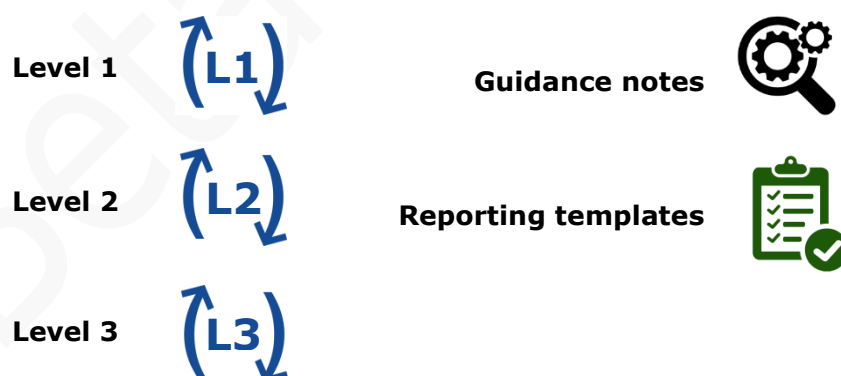 Level 1
L1
Guidance notes
Level 2
L2
Reporting templates
Level 3
L3